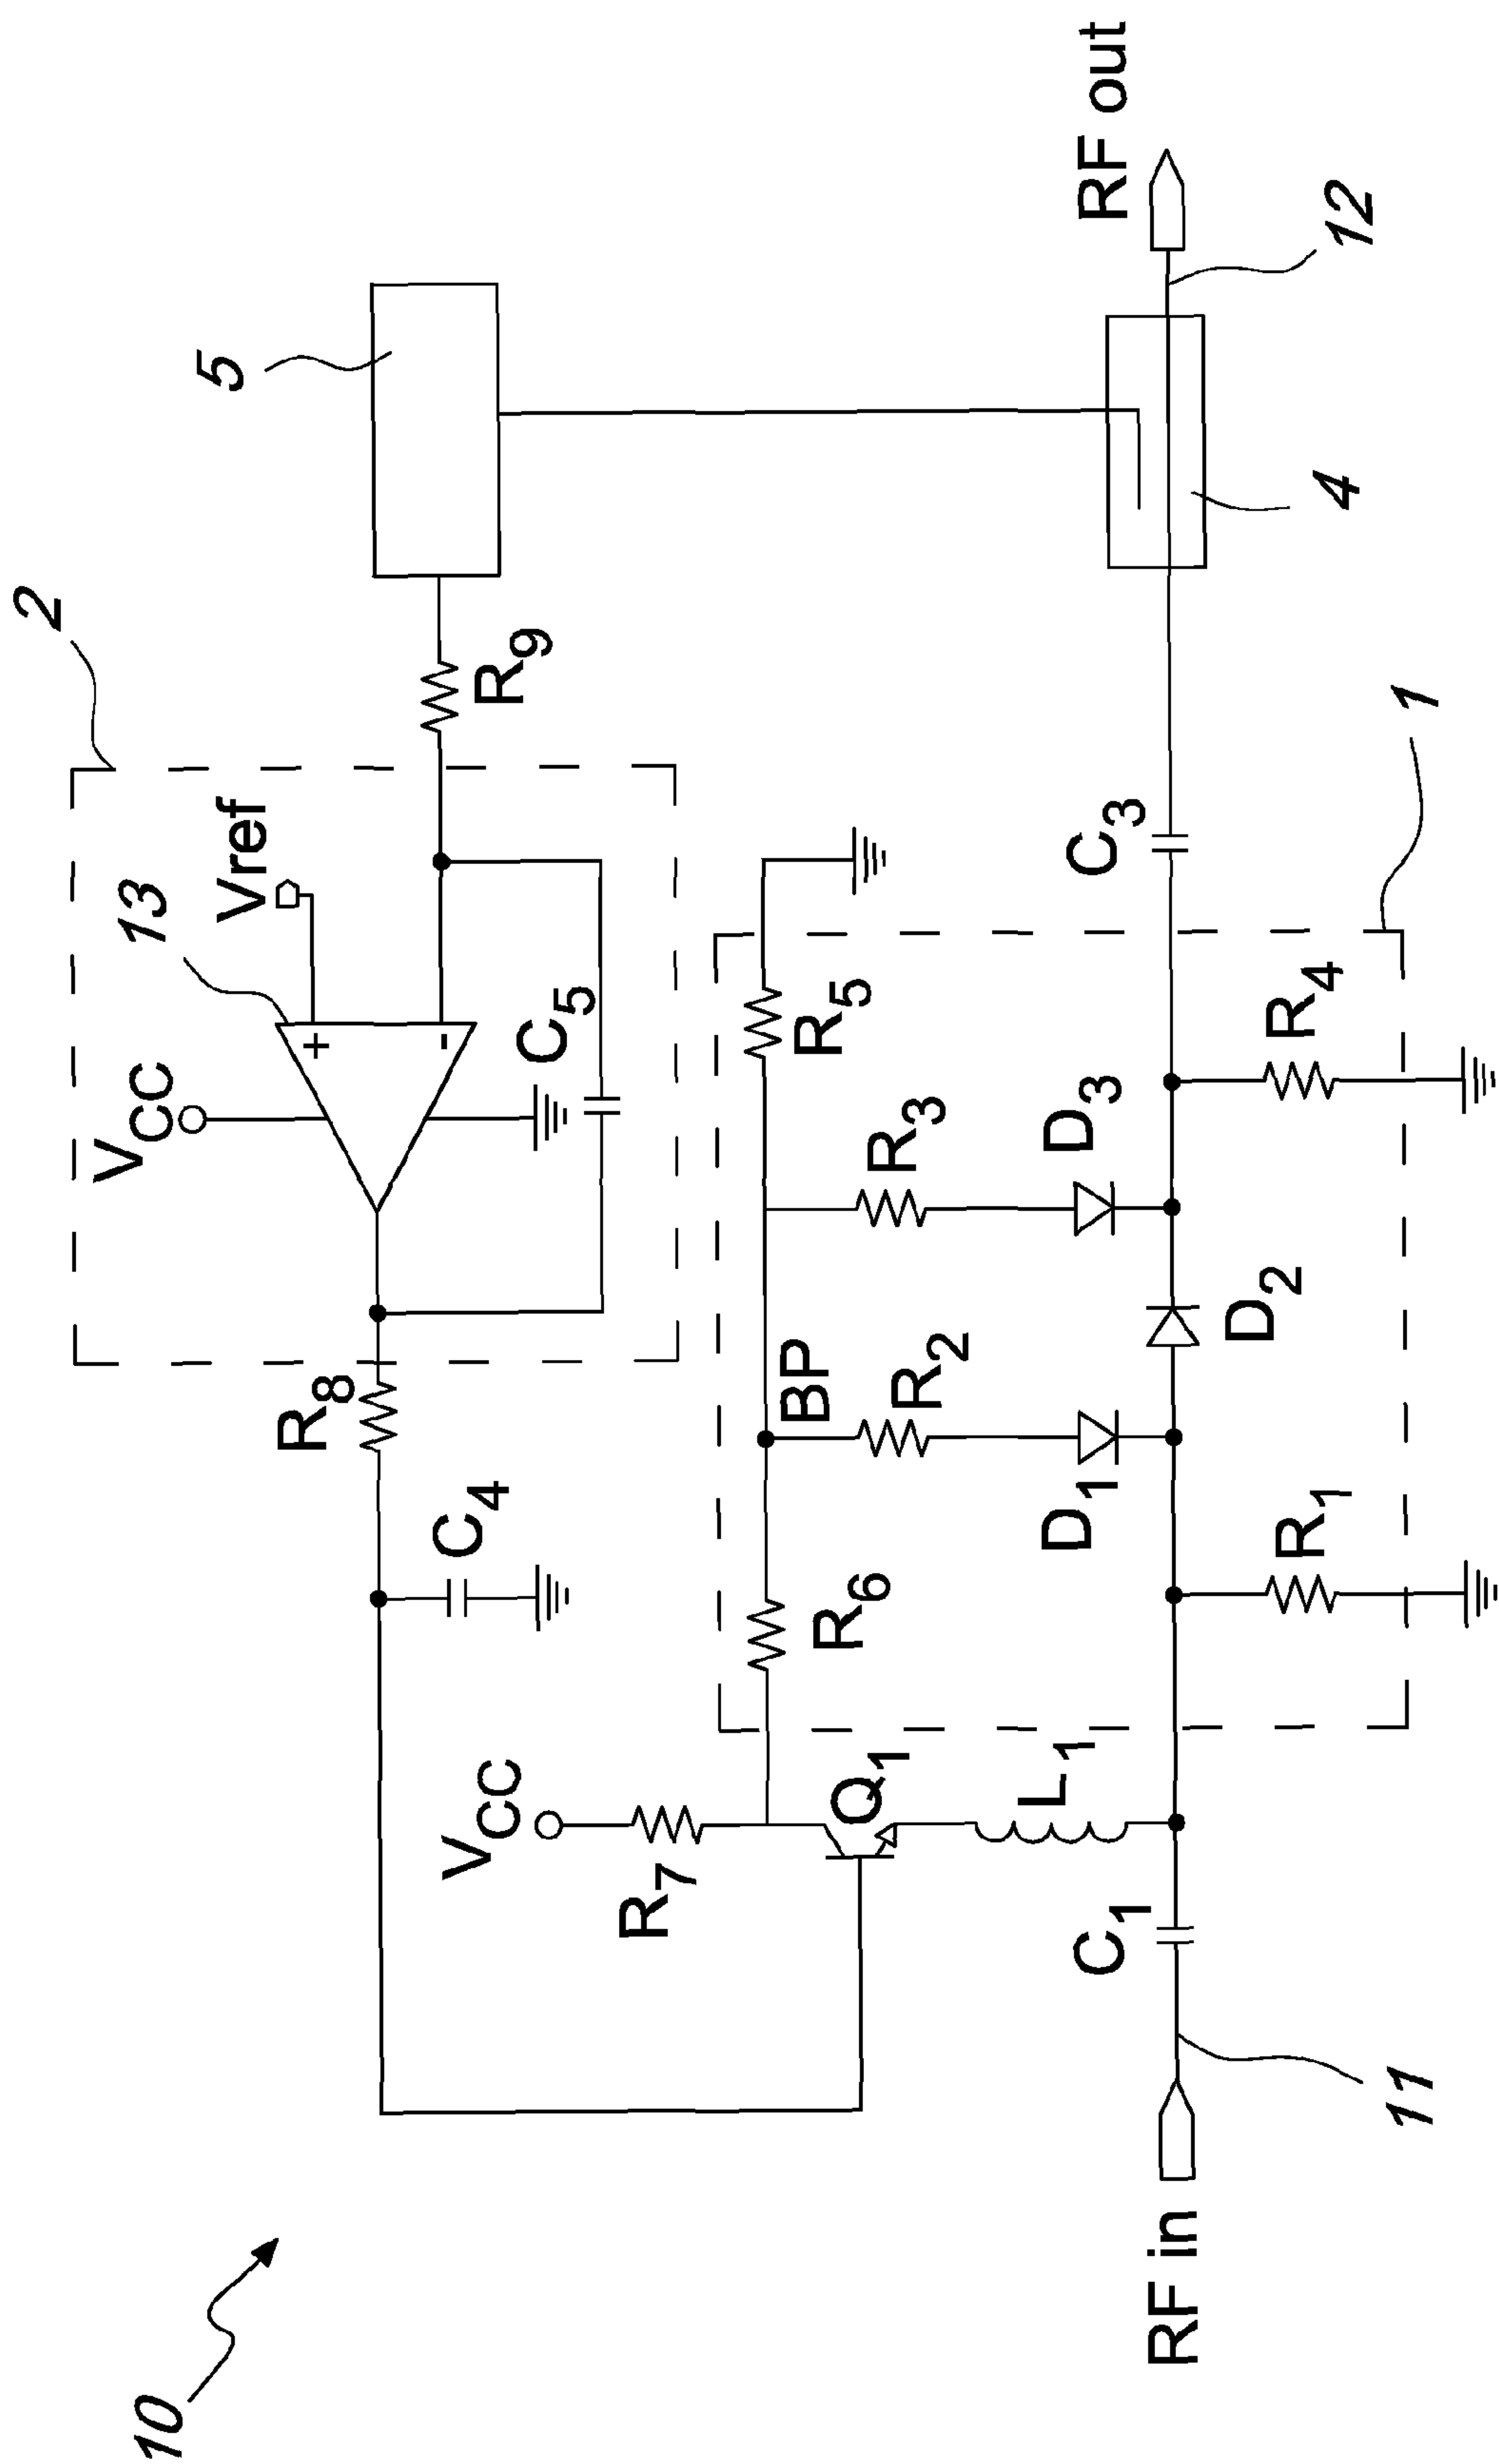 10
2
5
13
Vref
VCC
R9
C5
R8
C4
VCC
R7
Q1
R6
BP
R5
R2
R3
L1
D1
D3
D2
C1
C3
R1
R4
RF in
RF out
11
1
4
12